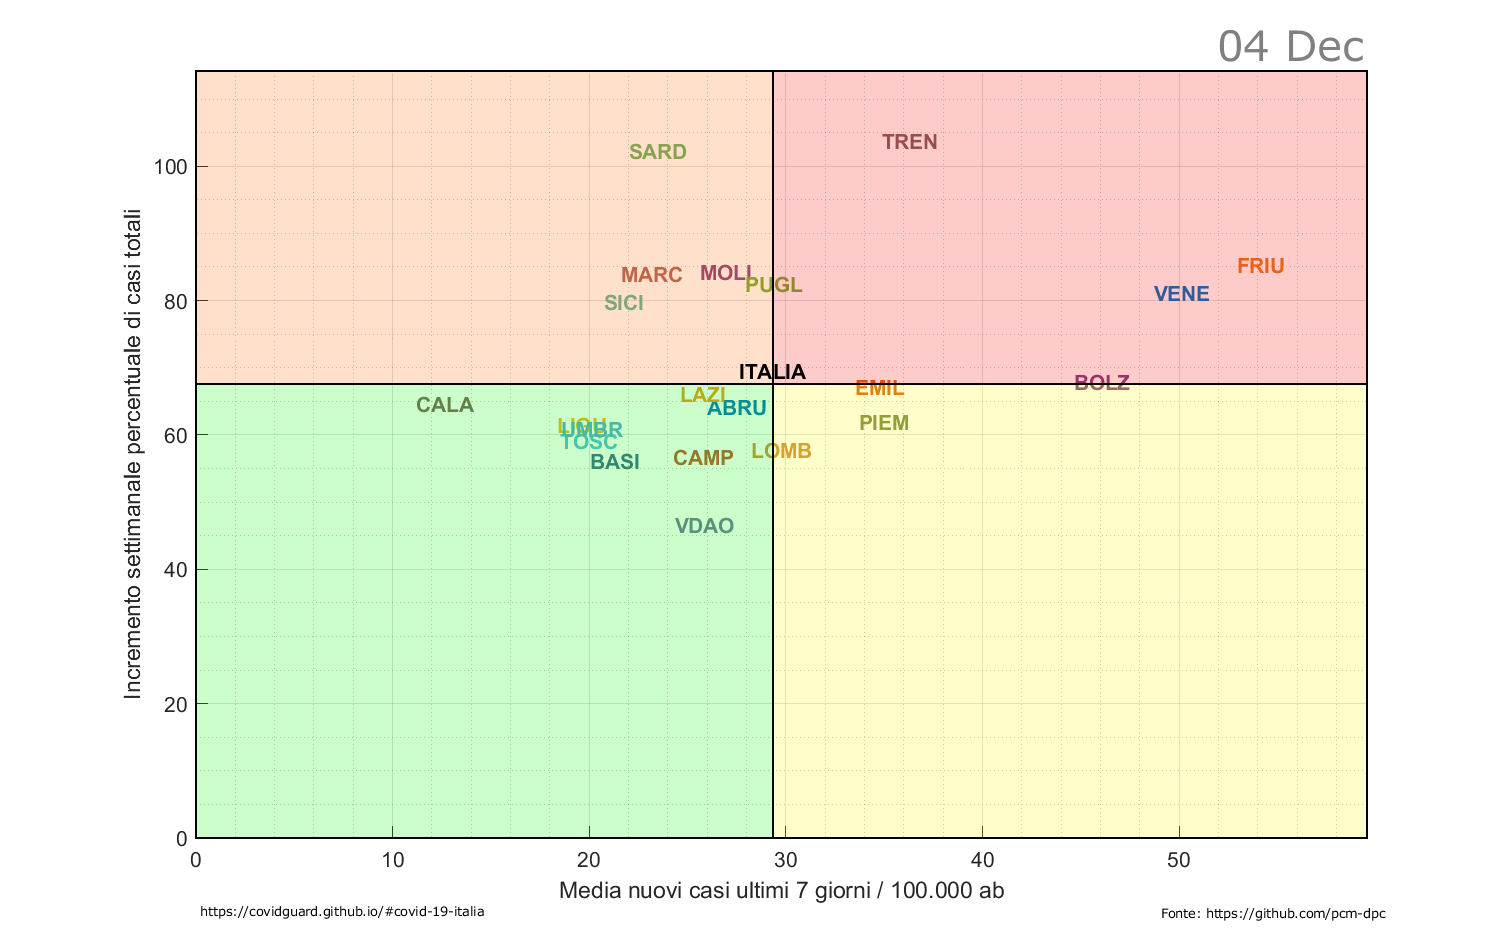 04 Dec
Incremento settimanale percentuale di casi totali
100
80
60
40
20
0
TREN
SARD
FRIU
MOLI
MARC
PUGL
VENE
SICI
ITALIA
BOLZ
EMIL
LAZI
CALA
ABRU
PIEM
LIGU
UMBR
TOSC
LOMB
CAMP
BASI
VDAO
0
10
20
30
40
50
Media nuovi casi ultimi 7 giorni / 100.000 ab
https://covidguard.github.io/#covid-19-italia
Fonte: https://github.com/pcm-dpc